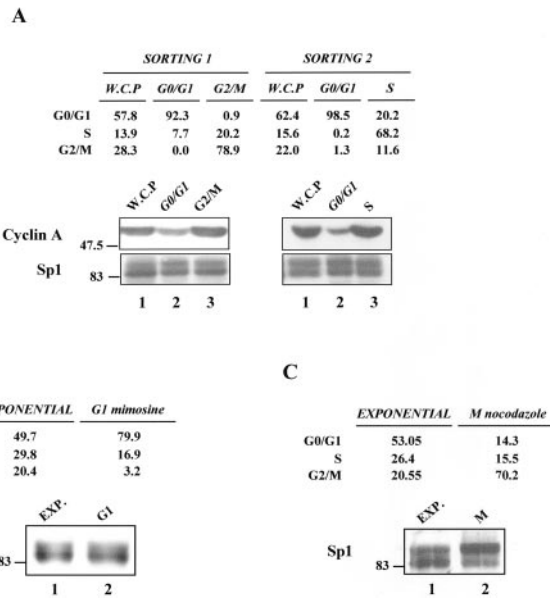 A
SORTING 1 SORTING 2
W.C.P G0/G1 G2/M W.C.P G0/G1 S
G0/G1 57.8 92.3 0.9 62.4 98.5 20.2
S 13.9 7.7 20.2 15.6 0.2 68.2
G2/M 28.3 0.0 78.9 22.0 1.3 11.6
W.C.P G0/G1 G2/M W.C.P G0/G1 S
Cyclin A
47.5
Sp1
83
1 2 3 1 2 3
C
PONENTIAL G1 mimosine
49.7 79.9
29.8 16.9
20.4 3.2
EXP. G1
83
1 2
EXPONENTIAL M nocodazole
G0/G1 53.05 14.3
S 26.4 15.5
G2/M 20.55 70.2
EXP. M
Sp1
83
1 2